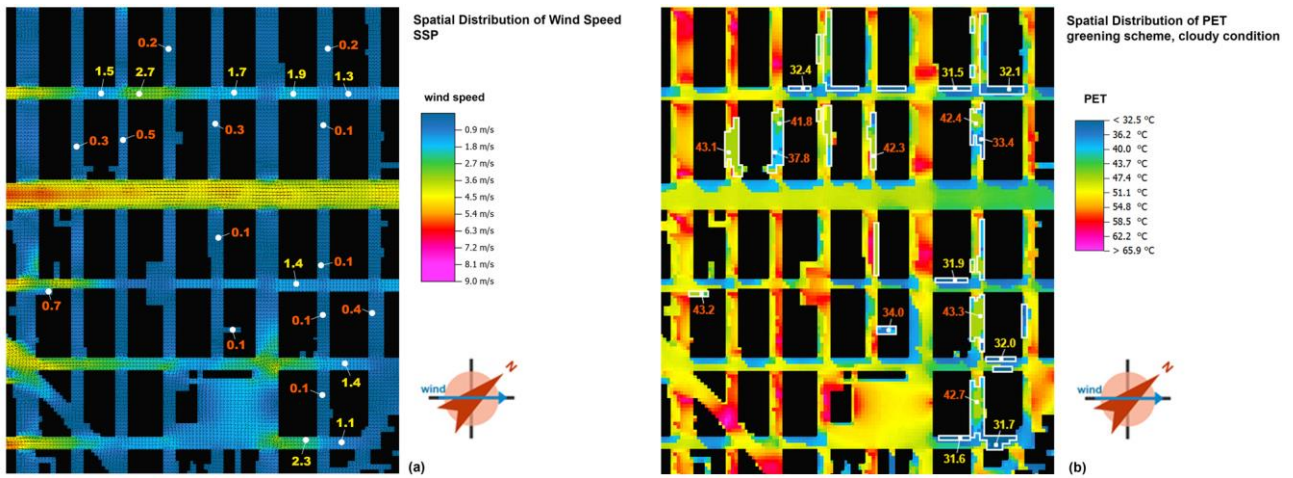 Spatial Distribution of Wind Speed
SSP
wind speed
0.9 m/s
1.8 m/s
2.7 m/s
3.6 m/s
4.5 m/s
5.4 m/s
6.3 m/s
7.2 m/s
8.1 m/s
9.0 m/s
0.2
0.2
1.5
2.7
1.7
1.9
1.3
0.3
0.5
0.3
0.1
0.1
0.1
1.4
0.7
0.1
0.4
0.1
1.4
0.1
1.1
2.3
N
wind
(a)
Spatial Distribution of PET
greening scheme, cloudy condition
PET
< 32.5 °C
36.2 °C
40.0 °C
43.7 °C
47.4 °C
51.1 °C
54.8 °C
58.5 °C
62.2 °C
> 65.9 °C
32.4
31.5
32.1
41.8
42.4
43.1
37.8
42.3
33.4
31.9
43.2
34.0
43.3
32.0
42.7
31.7
31.6
N
wind
(b)